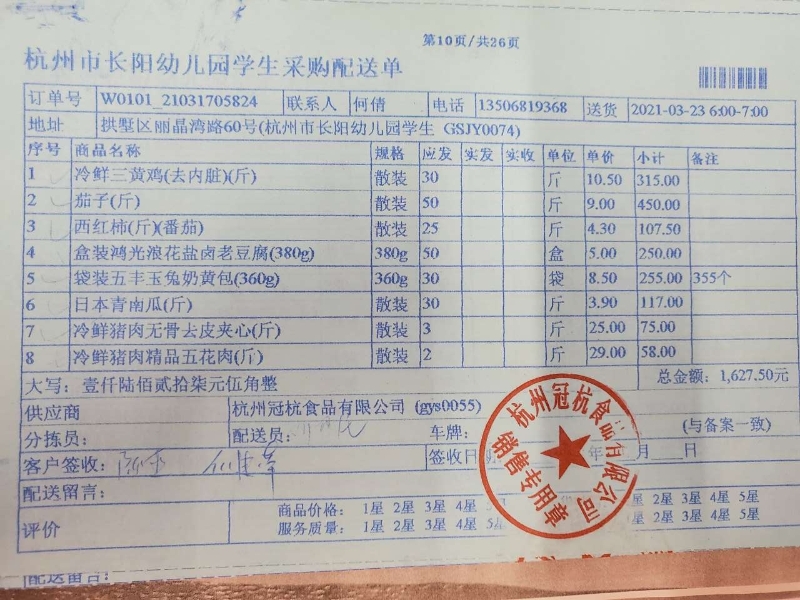 第10页/共26页
杭州市长阳幼儿园学生采购配送单
订单号 W0101_21031705824 联系人 何倩 电话 13506819368 送货 2021-03-23 6:00-7:00
地址 拱墅区丽晶湾路60号(杭州市长阳幼儿园学生 GSJY0074)
序号 商品名称 规格 应发 实发 实收 单位 单价 小计 备注
1 冷鲜三黄鸡(去内脏)(斤) 散装 30 斤 10.50 315.00
2 茄子(斤) 散装 50 斤 9.00 450.00
3 西红柿(斤)(番茄) 散装 25 斤 4.30 107.50
4 盒装鸿光浪花盐卤老豆腐(380g) 380g 50 盒 5.00 250.00
5 袋装五丰玉兔奶黄包(360g) 360g 30 袋 8.50 255.00 355个
6 日本青南瓜(斤) 散装 30 斤 3.90 117.00
7 冷鲜猪肉无骨去皮夹心(斤) 散装 3 斤 25.00 75.00
8 冷鲜猪肉精品五花肉(斤) 散装 2 斤 29.00 58.00
大写：壹仟陆佰贰拾柒元伍角整 总金额：1,627.50元
供应商 杭州冠杭食品有限公司 (gys0055)
分拣员： 配送员： 车牌： (与备案一致)
客户签收： 签收日 年 月 日
配送留言：
评价 商品价格： 1星 2星 3星 4星 5星 星 2星 3星 4星 5星
服务质量： 1星 2星 3星 4星 5星 星 2星 3星 4星 5星
杭州冠杭食品有限公司
销售专用章
配送留言：